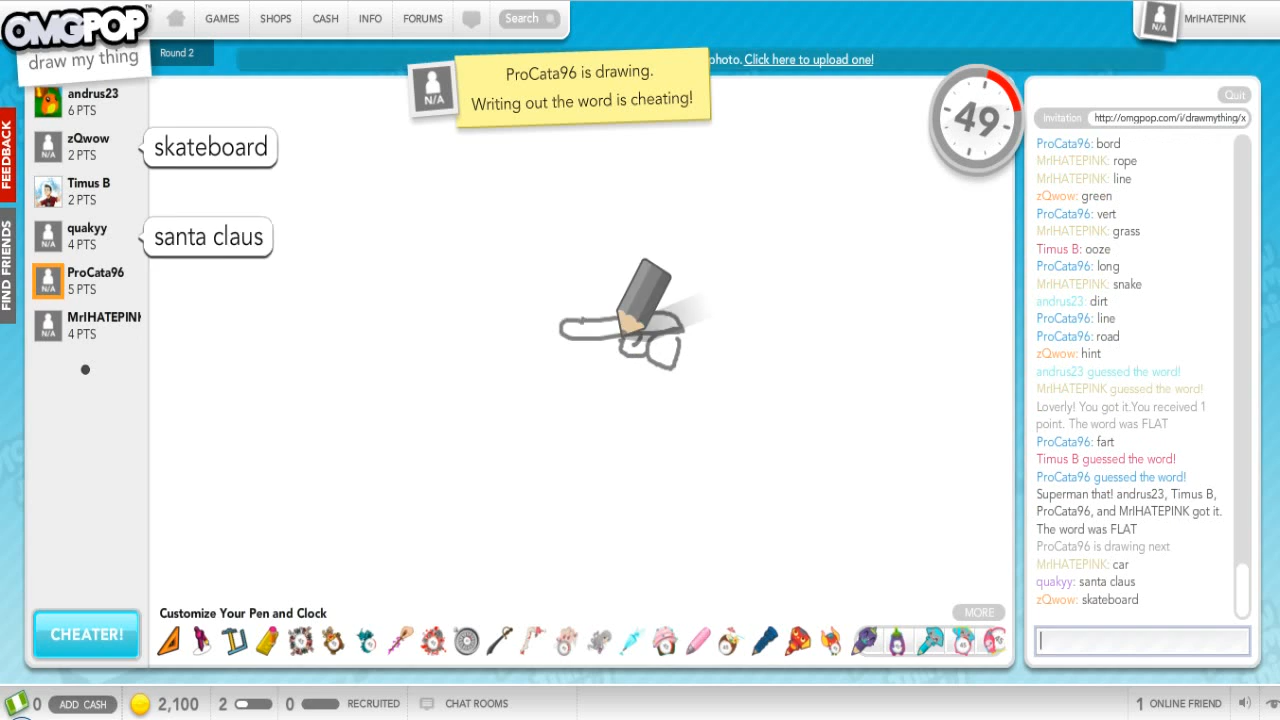 OMGPOP™
draw my thing
GAMES
SHOPS
CASH
INFO
FORUMS
Search
N/A
MrIHATEPINK
Round 2
photo. Click here to upload one!
N/A
ProCata96 is drawing.
Writing out the word is cheating!
49
FEEDBACK
FIND FRIENDS
andrus23
6 PTS
N/A
zQwow
2 PTS
skateboard
Timus B
2 PTS
N/A
quakyy
4 PTS
santa claus
N/A
ProCata96
5 PTS
N/A
MrIHATEPINK
4 PTS
CHEATER!
Customize Your Pen and Clock
MORE
Quit
Invitation
http://omgpop.com/i/drawmything/x
ProCata96: bord
MrIHATEPINK: rope
MrIHATEPINK: line
zQwow: green
ProCata96: vert
MrIHATEPINK: grass
Timus B: ooze
ProCata96: long
MrIHATEPINK: snake
andrus23: dirt
ProCata96: line
ProCata96: road
zQwow: hint
andrus23 guessed the word!
MrIHATEPINK guessed the word!
Loverly! You got it.You received 1
point. The word was FLAT
ProCata96: fart
Timus B guessed the word!
ProCata96 guessed the word!
Superman that! andrus23, Timus B,
ProCata96, and MrIHATEPINK got it.
The word was FLAT
ProCata96 is drawing next
MrIHATEPINK: car
quakyy: santa claus
zQwow: skateboard
0
ADD CASH
2,100
2
0
RECRUITED
CHAT ROOMS
1 ONLINE FRIEND